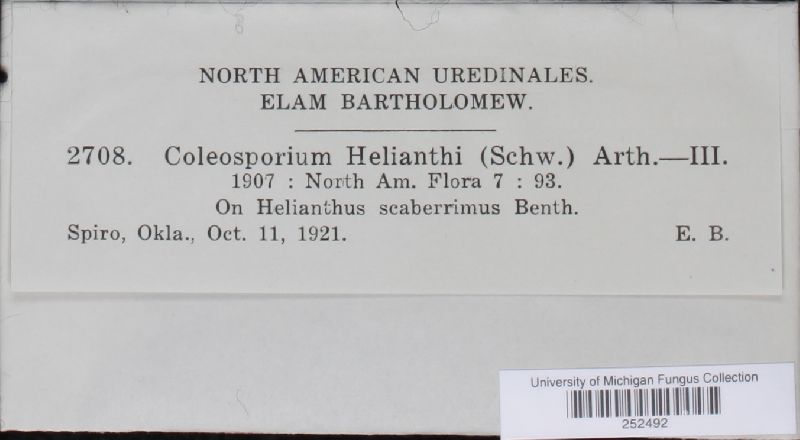 NORTH AMERICAN UREDINALES.
ELAM BARTHOLOMEW.
2708. Coleosporium Helianthi (Schw.) Arth.—III.
1907 : North Am. Flora 7 : 93.
On Helianthus scaberrimus Benth.
Spiro, Okla., Oct. 11, 1921. E. B.
University of Michigan Fungus Collection
252492